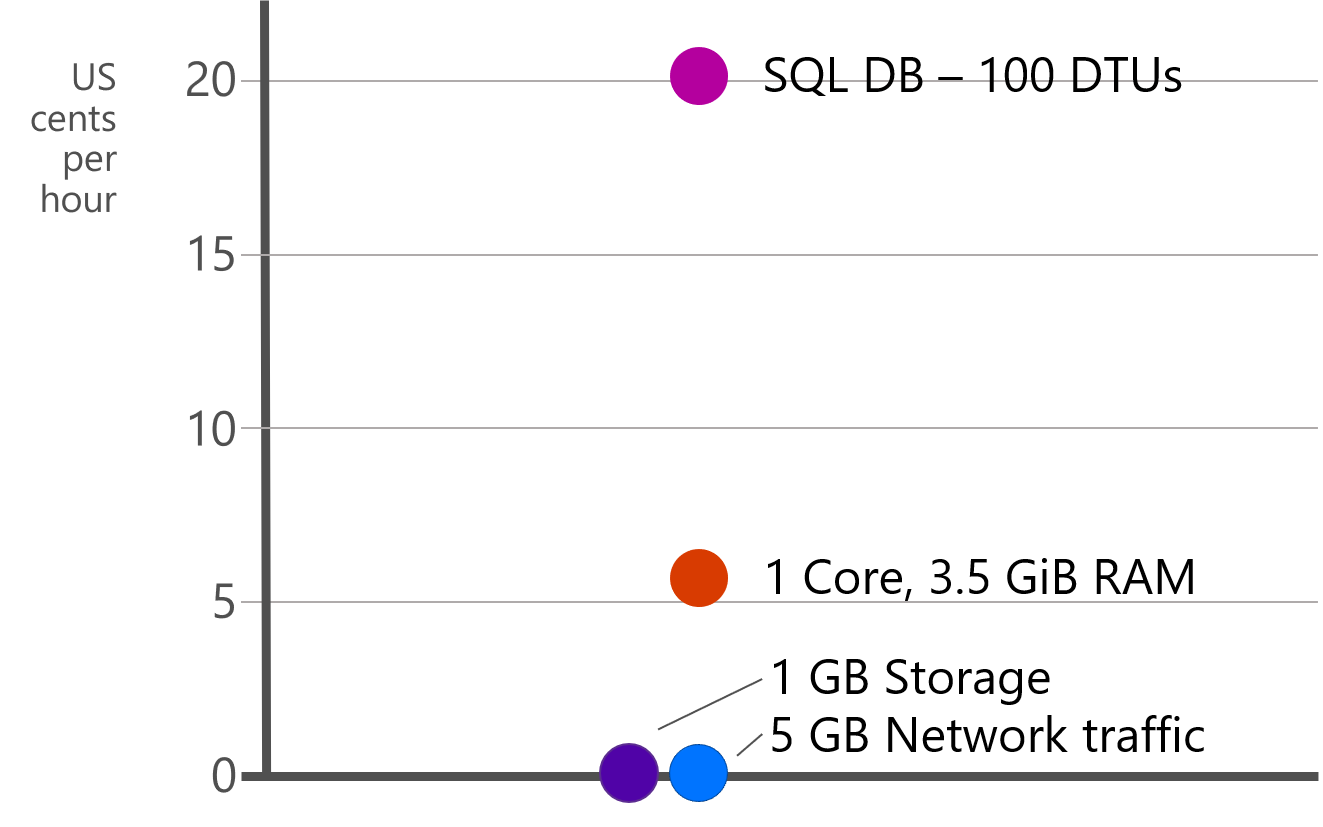 US
cents
per
hour
20
SQL DB – 100 DTUs
15
10
5
1 Core, 3.5 GiB RAM
1 GB Storage
5 GB Network traffic
0